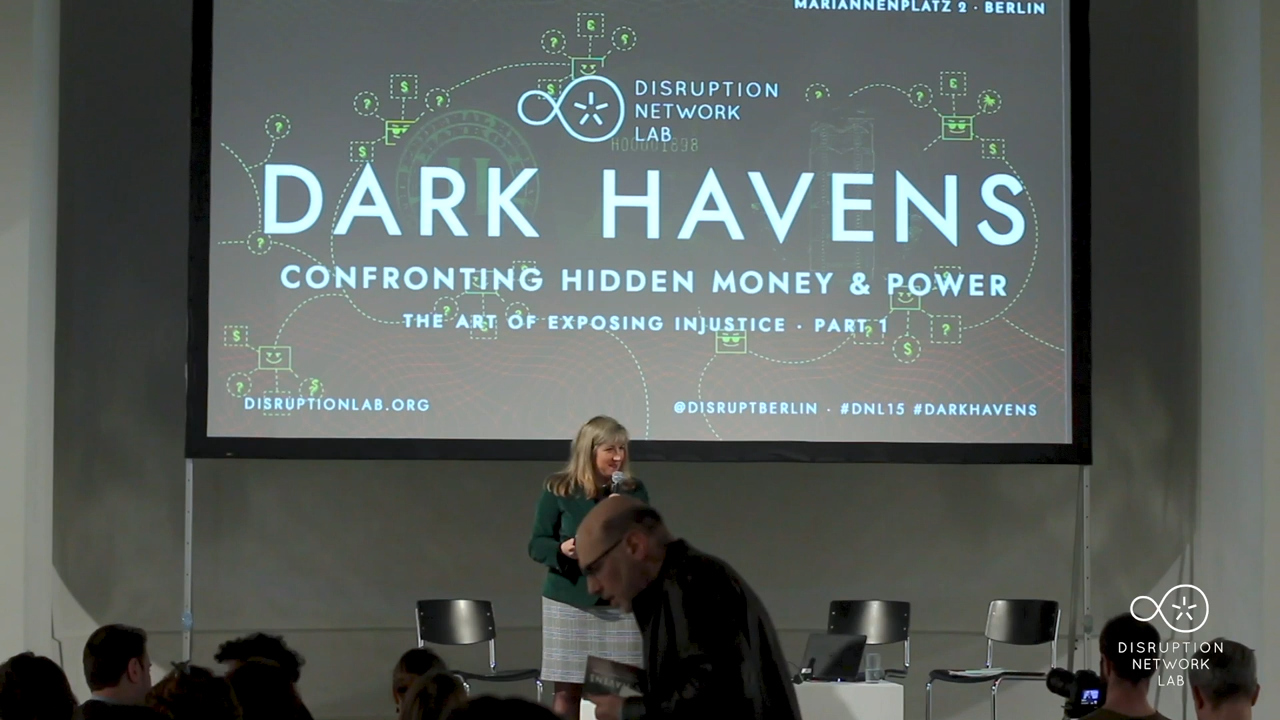 MARIANNENPLATZ 2 · BERLIN
DISRUPTION
NETWORK
LAB
H00001898
DARK HAVENS
CONFRONTING HIDDEN MONEY & POWER
THE ART OF EXPOSING INJUSTICE · PART 1
DISRUPTIONLAB.ORG
@DISRUPTBERLIN · #DNL15 #DARKHAVENS
DISRUPTION
NETWORK
LAB